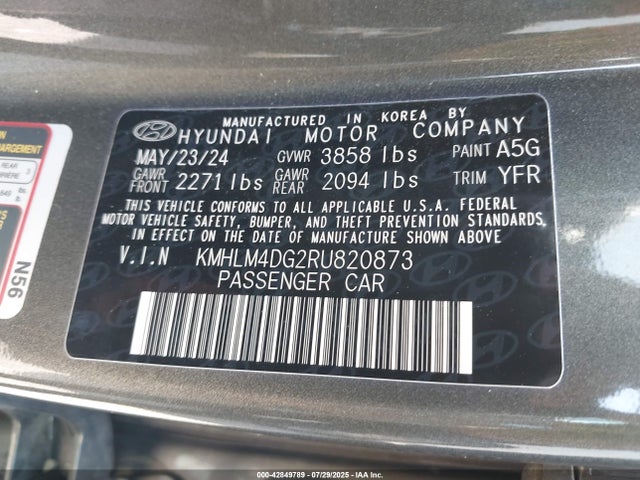 MANUFACTURED IN KOREA BY
HYUNDAI MOTOR COMPANY
MAY/23/24 GVWR 3858 lbs PAINT A5G
GAWR FRONT 2271 lbs GAWR REAR 2094 lbs TRIM YFR
THIS VEHICLE CONFORMS TO ALL APPLICABLE U.S.A. FEDERAL
MOTOR VEHICLE SAFETY, BUMPER, AND THEFT PREVENTION STANDARDS
IN EFFECT ON THE DATE OF MANUFACTURE SHOWN ABOVE
V.I.N KMHLM4DG2RU820873
PASSENGER CAR
REAR 3
N56
000-42849789 - 07/29/2025 - IAA Inc.